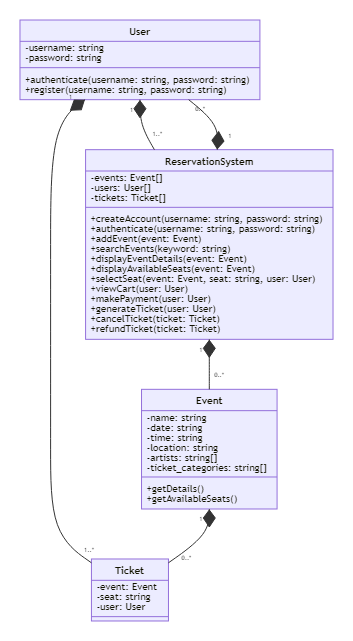 User
-username: string
-password: string
+authenticate(username: string, password: string)
+register(username: string, password: string)
1
1
0..*
1..*
1
ReservationSystem
-events: Event[]
-users: User[]
-tickets: Ticket[]
+createAccount(username: string, password: string)
+authenticate(username: string, password: string)
+addEvent(event: Event)
+searchEvents(keyword: string)
+displayEventDetails(event: Event)
+displayAvailableSeats(event: Event)
+selectSeat(event: Event, seat: string, user: User)
+viewCart(user: User)
+makePayment(user: User)
+generateTicket(user: User)
+cancelTicket(ticket: Ticket)
+refundTicket(ticket: Ticket)
1
0..*
Event
-name: string
-date: string
-time: string
-location: string
-artists: string[]
-ticket_categories: string[]
+getDetails()
+getAvailableSeats()
1
1..*
0..*
Ticket
-event: Event
-seat: string
-user: User